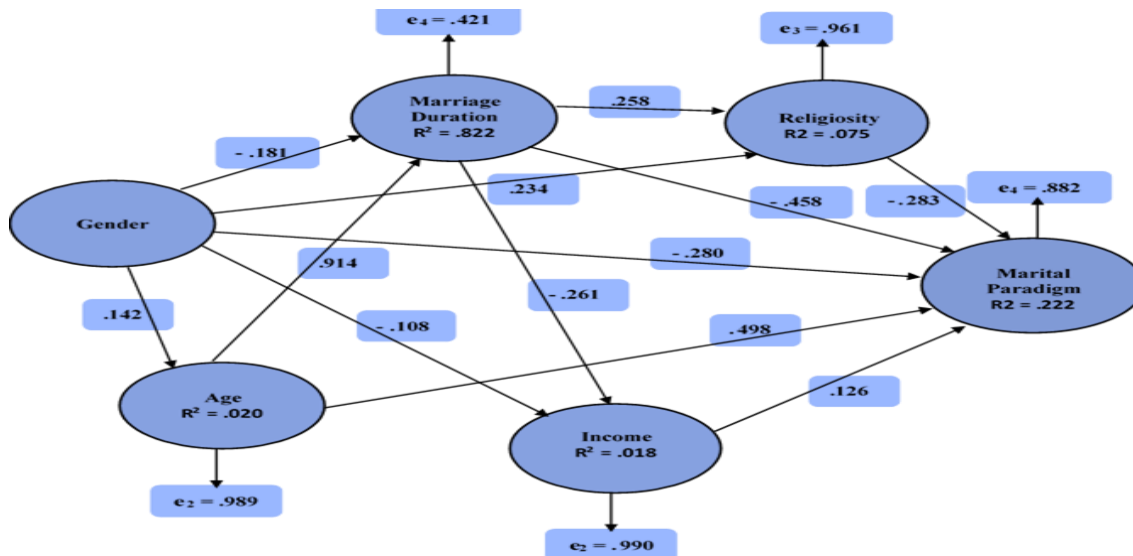 e₄ = .421
e₃ = .961
Marriage
Duration
R² = .822
.258
Religiosity
R2 = .075
- .181
.234
e₄ = .882
- .458
-.283
Gender
- .280
.914
Marital
Paradigm
R2 = .222
- .261
.142
- .108
.498
Age
R² = .020
.126
Income
R² = .018
e₂ = .989
e₂ = .990